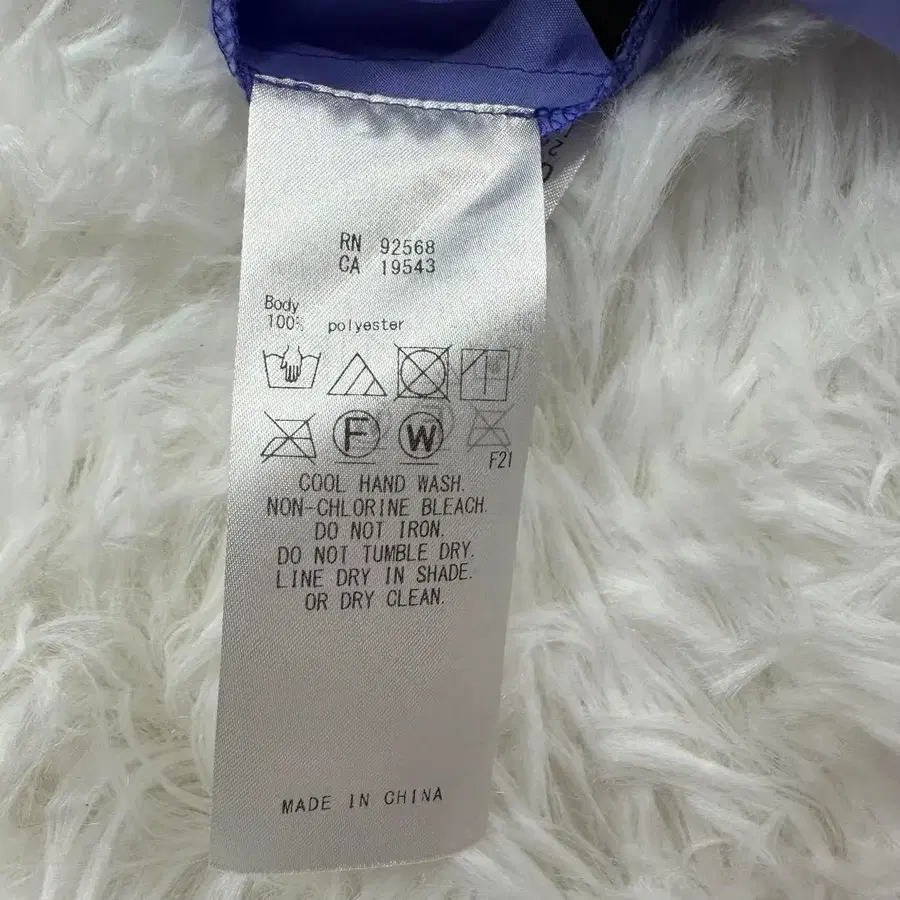 RN 92568
CA 19543
Body
100% polyester
F W
F21
COOL HAND WASH.
NON-CHLORINE BLEACH.
DO NOT IRON.
DO NOT TUMBLE DRY.
LINE DRY IN SHADE.
OR DRY CLEAN.
MADE IN CHINA